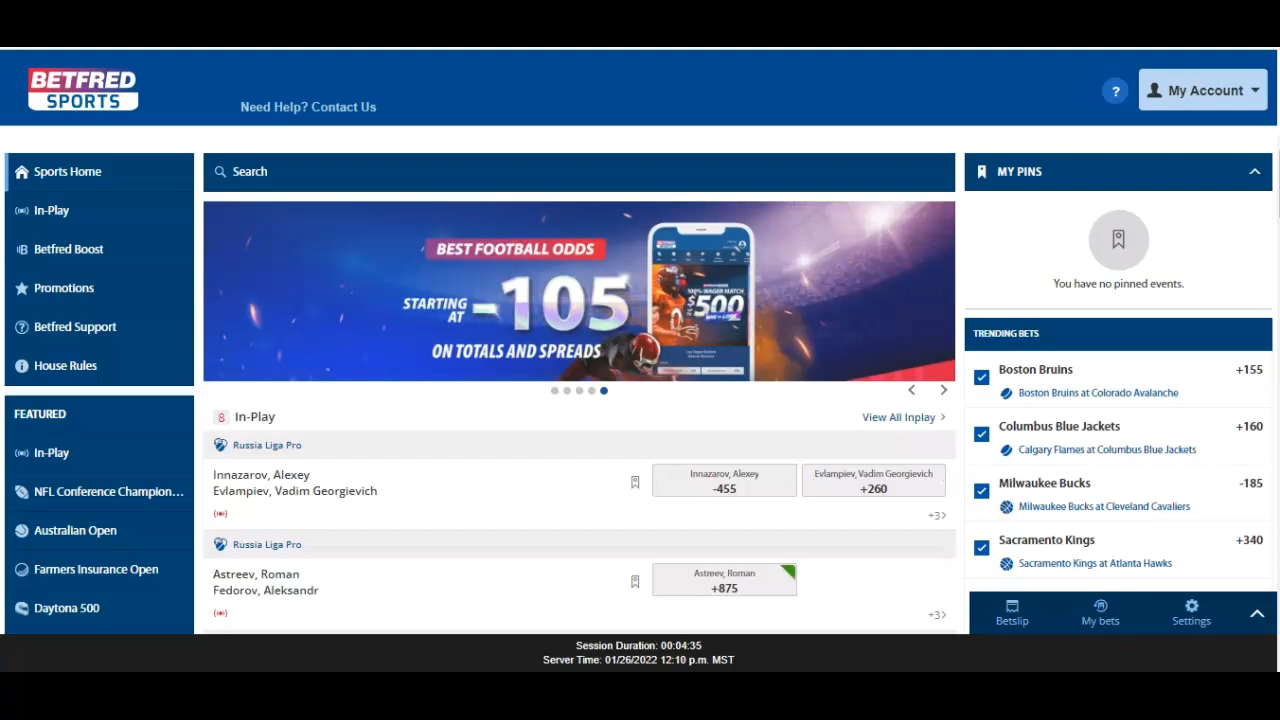 BETFRED
SPORTS
Need Help? Contact Us
?
My Account
Sports Home
In-Play
Betfred Boost
Promotions
Betfred Support
House Rules
FEATURED
In-Play
NFL Conference Champion...
Australian Open
Farmers Insurance Open
Daytona 500
Search
BEST FOOTBALL ODDS
STARTING
AT
-105
ON TOTALS AND SPREADS
$500
8 In-Play
View All Inplay
Russia Liga Pro
Innazarov, Alexey
Evlampiev, Vadim Georgievich
Innazarov, Alexey
-455
Evlampiev, Vadim Georgievich
+260
+3
Russia Liga Pro
Astreev, Roman
Fedorov, Aleksandr
Astreev, Roman
+875
+3
MY PINS
You have no pinned events.
TRENDING BETS
Boston Bruins +155
Boston Bruins at Colorado Avalanche
Columbus Blue Jackets +160
Calgary Flames at Columbus Blue Jackets
Milwaukee Bucks -185
Milwaukee Bucks at Cleveland Cavaliers
Sacramento Kings +340
Sacramento Kings at Atlanta Hawks
Betslip
My bets
Settings
Session Duration: 00:04:35
Server Time: 01/26/2022 12:10 p.m. MST